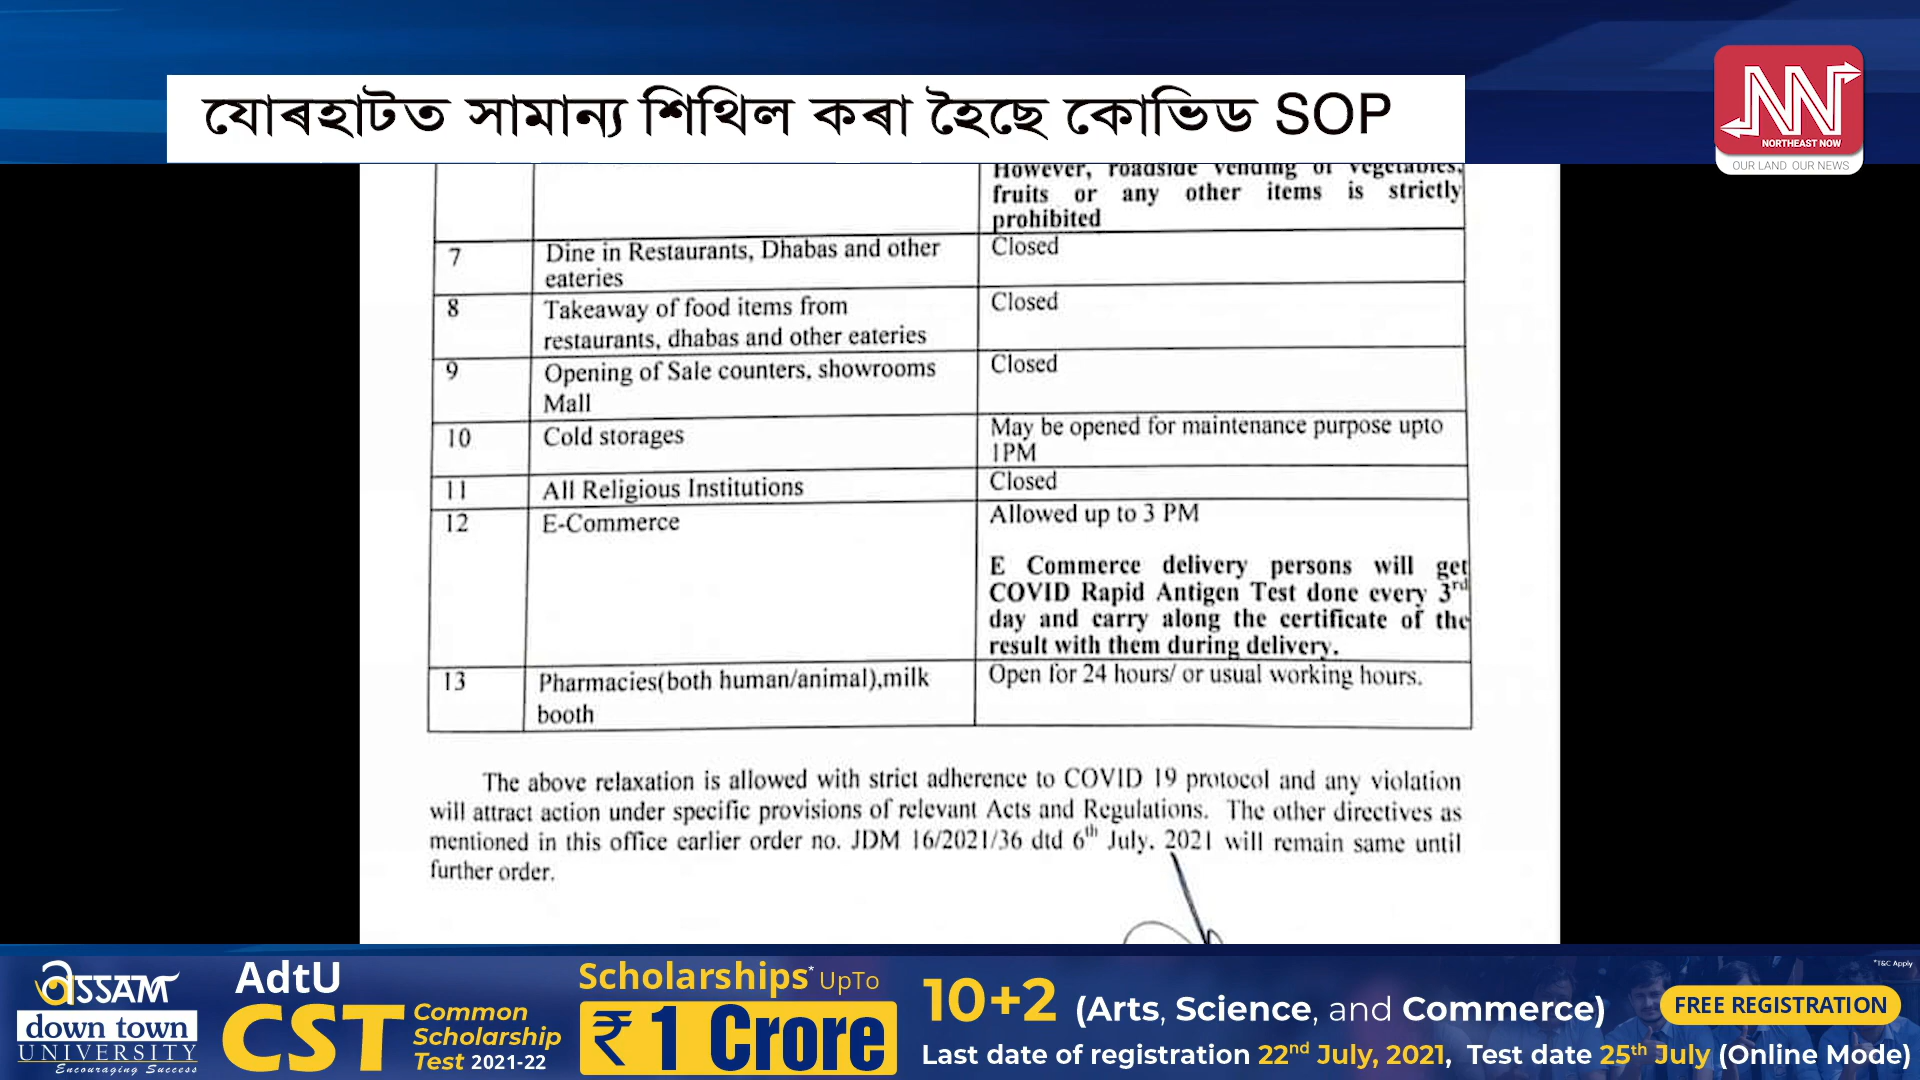 যোৰহাটত সামান্য শিথিল কৰা হৈছে কোভিড SOP
NN
NORTHEAST NOW
OUR LAND OUR NEWS
However, roadside vending of vegetables,
fruits or any other items is strictly
prohibited
7 Dine in Restaurants, Dhabas and other Closed
eateries
8 Takeaway of food items from Closed
restaurants, dhabas and other eateries
9 Opening of Sale counters, showrooms Closed
Mall
10 Cold storages May be opened for maintenance purpose upto
1PM
11 All Religious Institutions Closed
12 E-Commerce Allowed up to 3 PM
E Commerce delivery persons will get
COVID Rapid Antigen Test done every 3rd
day and carry along the certificate of the
result with them during delivery.
13 Pharmacies(both human/animal),milk Open for 24 hours/ or usual working hours.
booth
The above relaxation is allowed with strict adherence to COVID 19 protocol and any violation
will attract action under specific provisions of relevant Acts and Regulations. The other directives as
mentioned in this office earlier order no. JDM 16/2021/36 dtd 6th July. 2021 will remain same until
further order.
ASSAM
down town
UNIVERSITY
Encouraging Success
AdtU
CST
Common
Scholarship
Test 2021-22
Scholarships* UpTo
₹ 1 Crore
*T&C Apply
10+2 (Arts, Science, and Commerce)
FREE REGISTRATION
Last date of registration 22nd July, 2021, Test date 25th July (Online Mode)